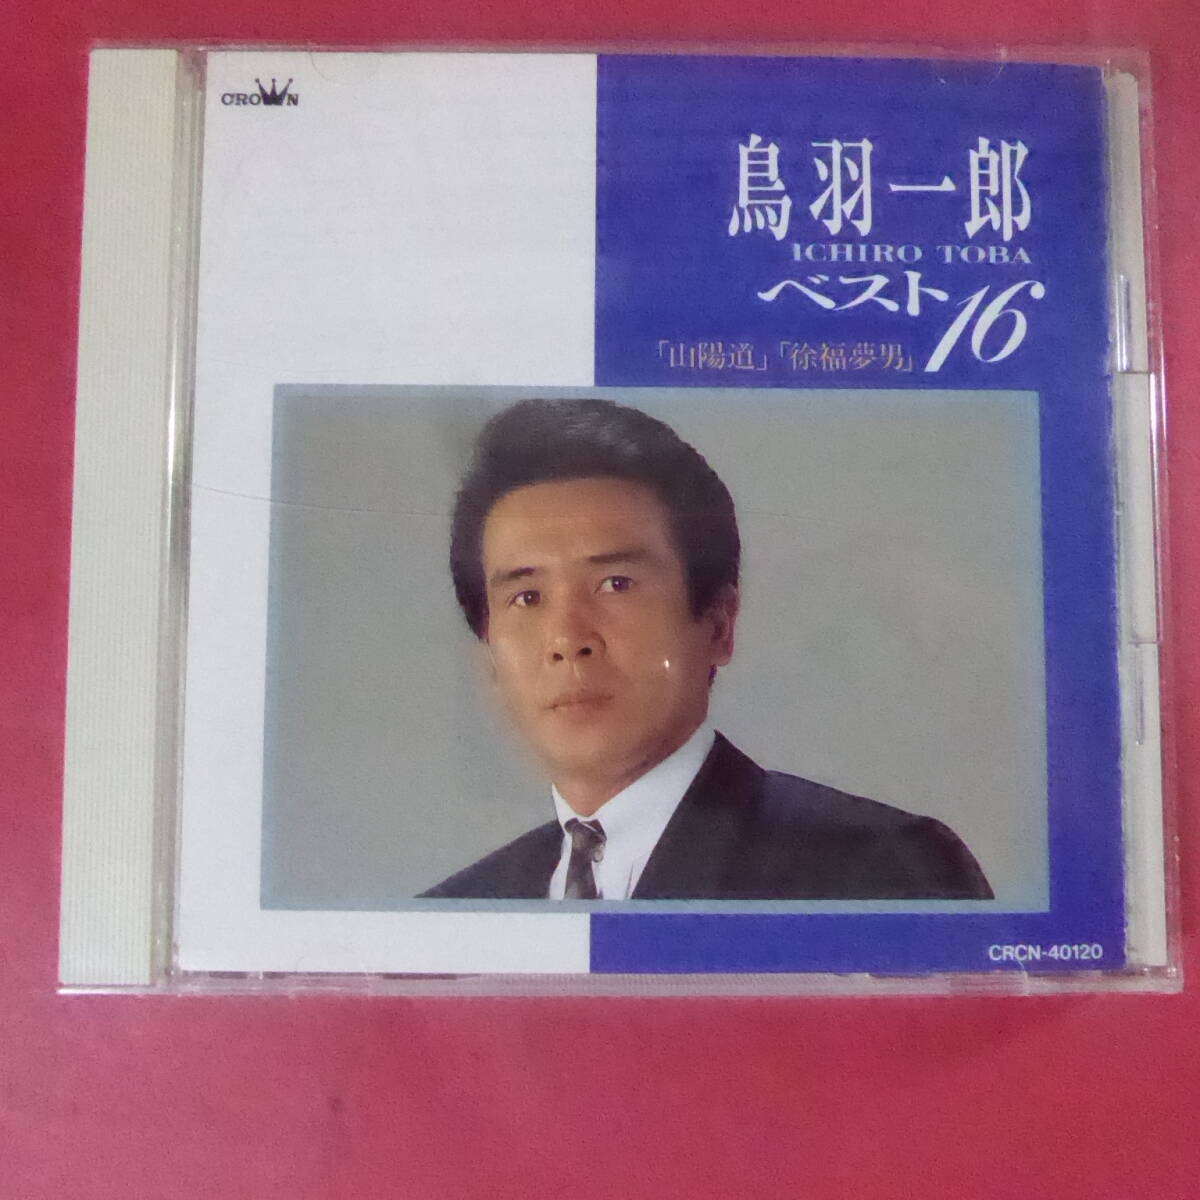 CROWN
鳥羽一郎
ICHIRO TOBA
ベスト16
「山陽道」「徐福夢男」
CRCN-40120